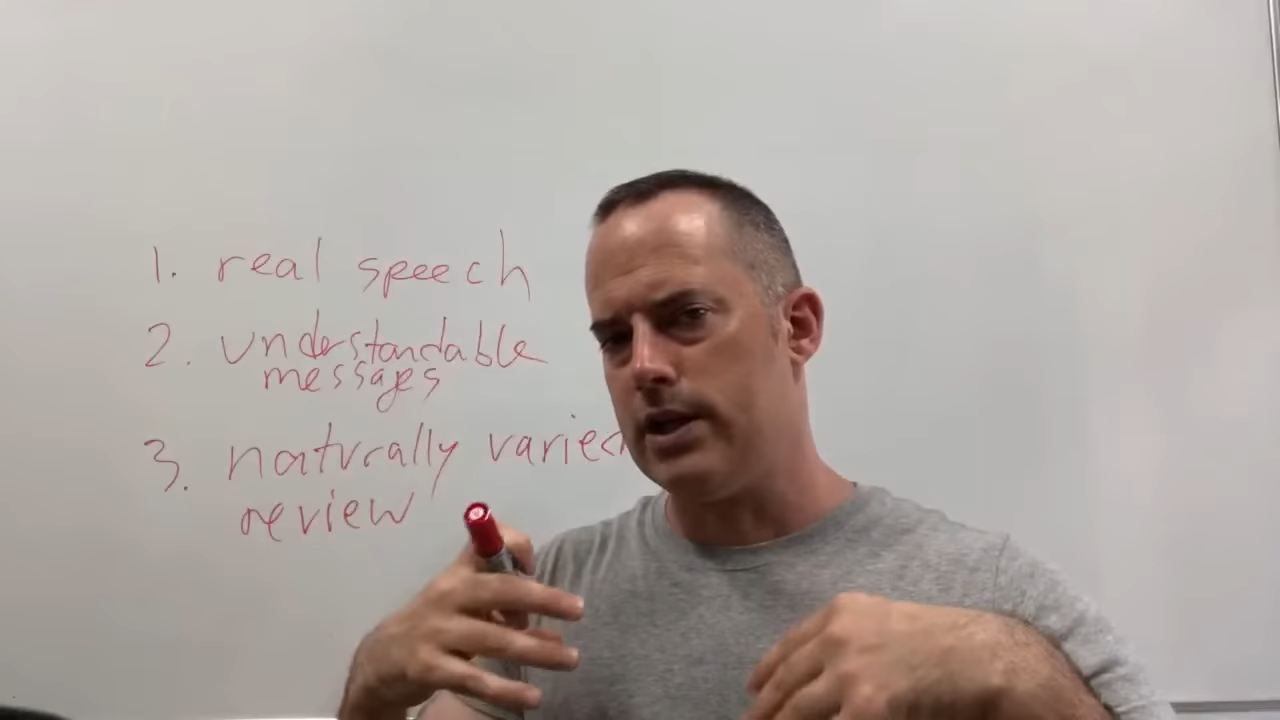 1. real speech
2. understandable
messages
3. naturally varied
review